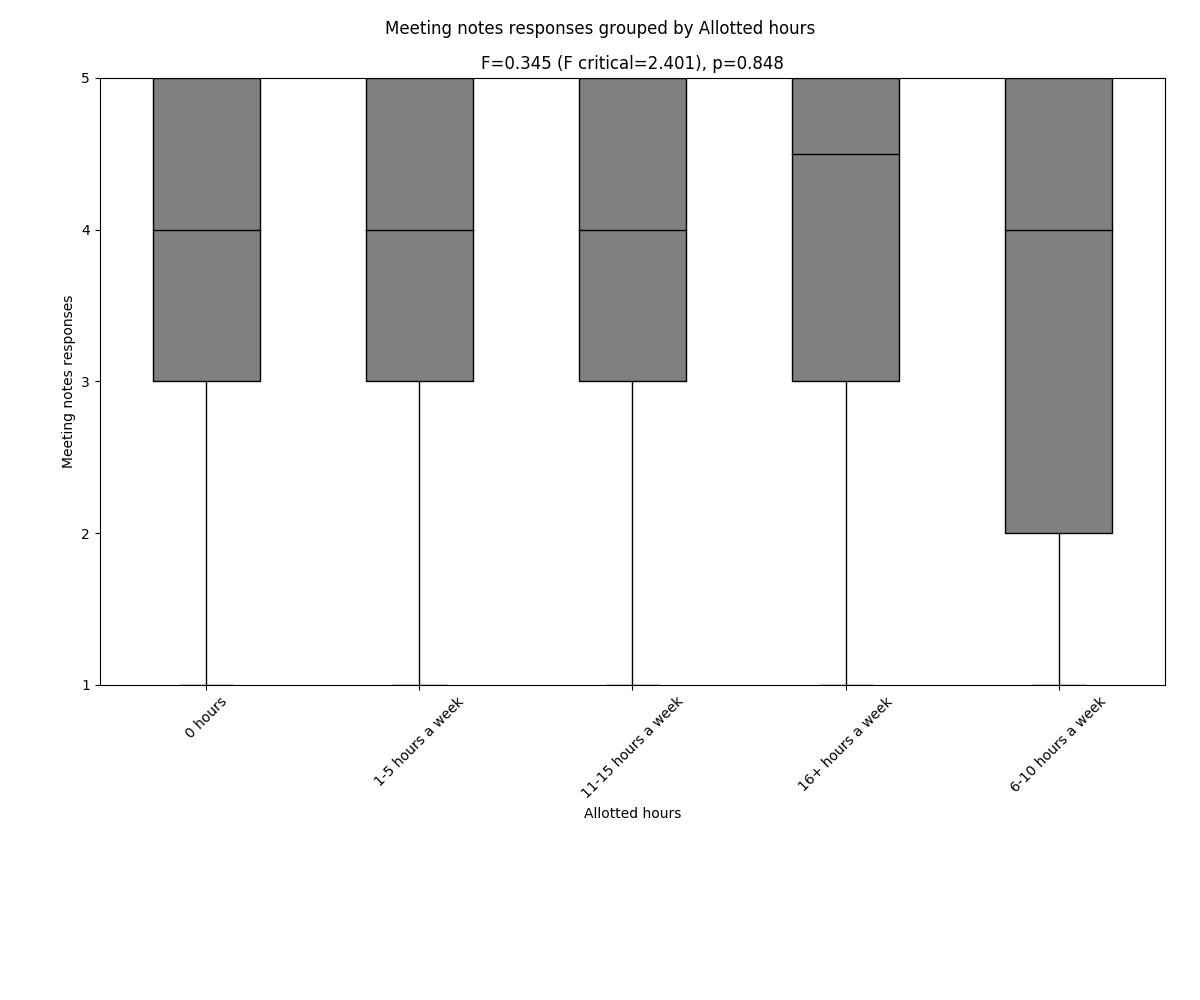 Meeting notes responses grouped by Allotted hours
F=0.345 (F critical=2.401), p=0.848
5
4
3
2
1
Meeting notes responses
0 hours
1-5 hours a week
11-15 hours a week
16+ hours a week
6-10 hours a week
Allotted hours